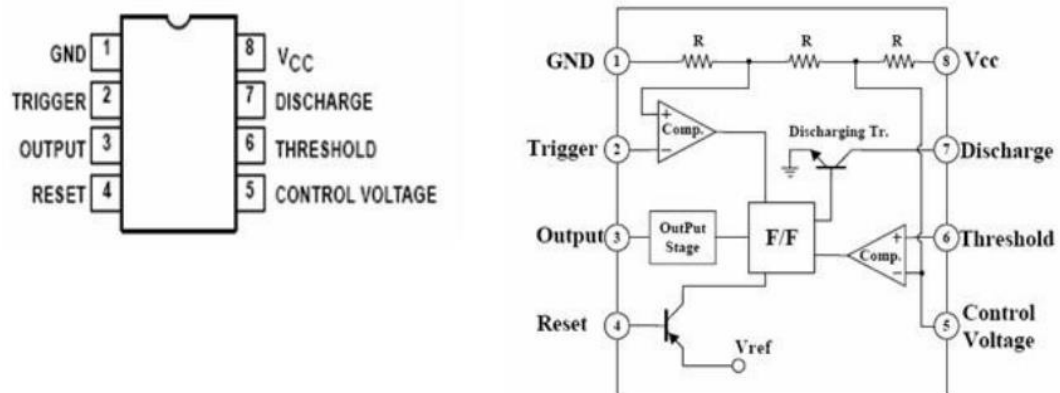 GND 1 8 VCC
TRIGGER 2 7 DISCHARGE
OUTPUT 3 6 THRESHOLD
RESET 4 5 CONTROL VOLTAGE
R R R
GND 1 8 Vcc
+
Comp.
−
Trigger 2
Discharging Tr.
7 Discharge
Output 3 OutPut Stage F/F
+
Comp.
−
6 Threshold
Reset 4
5 Control
Voltage
Vref